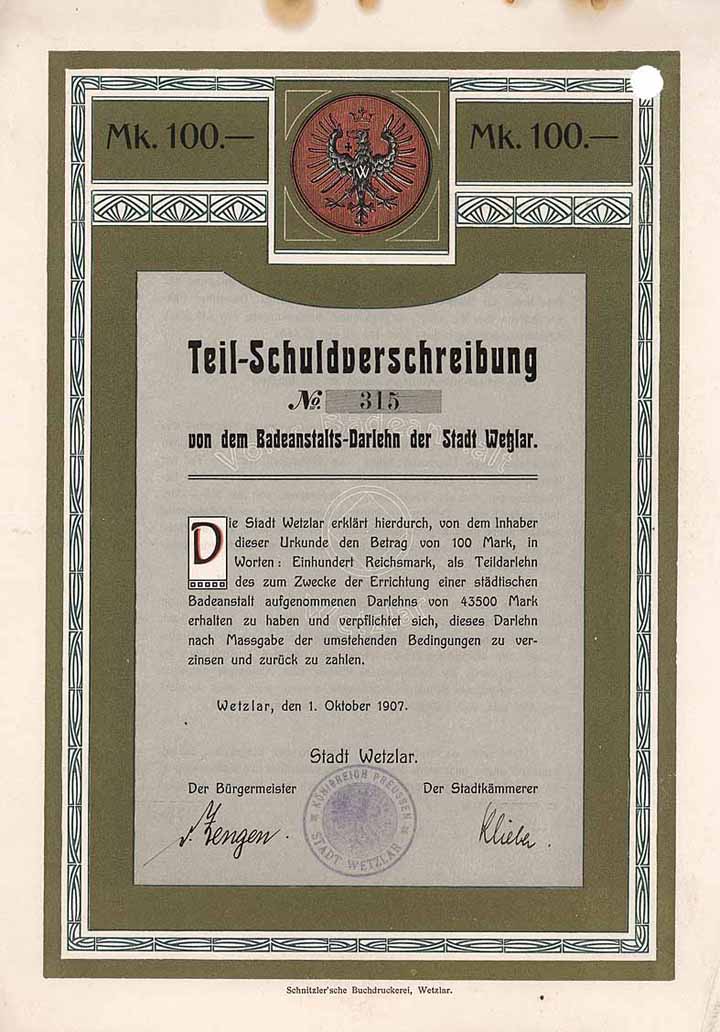 Mk. 100.—
Mk. 100.—
W
Teil-Schuldverschreibung
No. 315
von dem Badeanstalts-Darlehn der Stadt Wetzlar.
Die Stadt Wetzlar erklärt hierdurch, von dem Inhaber
dieser Urkunde den Betrag von 100 Mark, in
Worten: Einhundert Reichsmark, als Teildarlehn
des zum Zwecke der Errichtung einer städtischen
Badeanstalt aufgenommenen Darlehns von 43500 Mark
erhalten zu haben und verpflichtet sich, dieses Darlehn
nach Massgabe der umstehenden Bedingungen zu ver-
zinsen und zurück zu zahlen.
Wetzlar, den 1. Oktober 1907.
Stadt Wetzlar.
Der Bürgermeister
Der Stadtkämmerer
KÖNIGREICH PREUSSEN
STADT WETZLAR
v. Zengen.
Schnitzler'sche Buchdruckerei, Wetzlar.